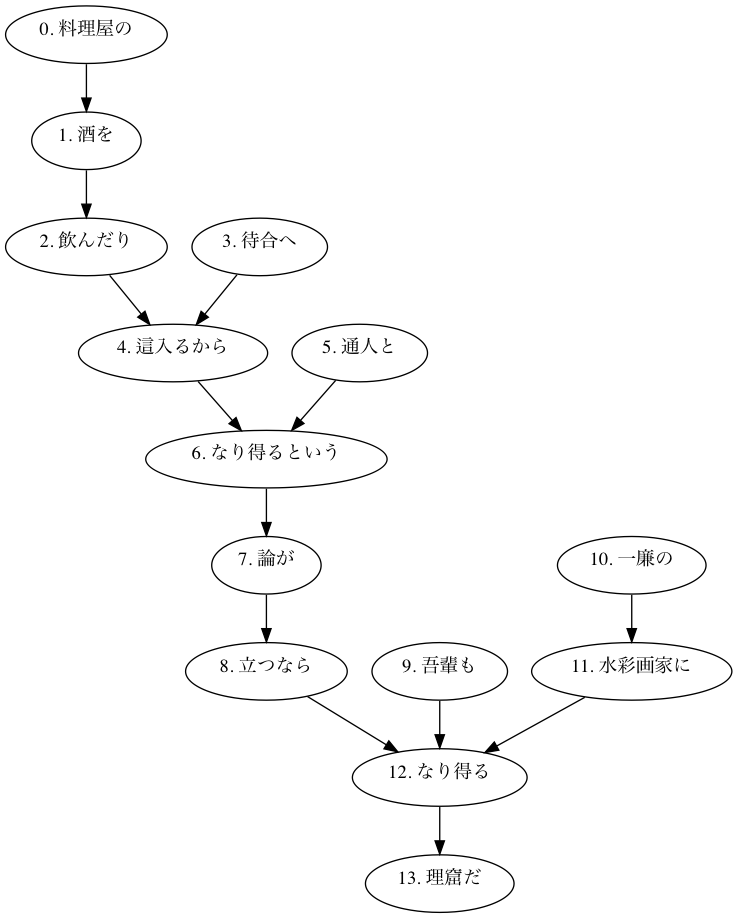 0. 料理屋の
1. 酒を
2. 飲んだり
3. 待合へ
4. 這入るから
5. 通人と
6. なり得るという
7. 論が
10. 一廉の
8. 立つなら
9. 吾輩も
11. 水彩画家に
12. なり得る
13. 理窟だ